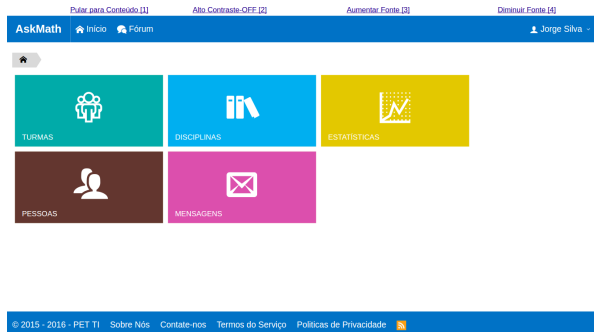 Pular para Conteúdo [1] Alto Contraste-OFF [2] Aumentar Fonte [3] Diminuir Fonte [4]
AskMath Início Fórum Jorge Silva
TURMAS DISCIPLINAS ESTATÍSTICAS
PESSOAS MENSAGENS
© 2015 - 2016 - PET TI Sobre Nós Contate-nos Termos do Serviço Politicas de Privacidade